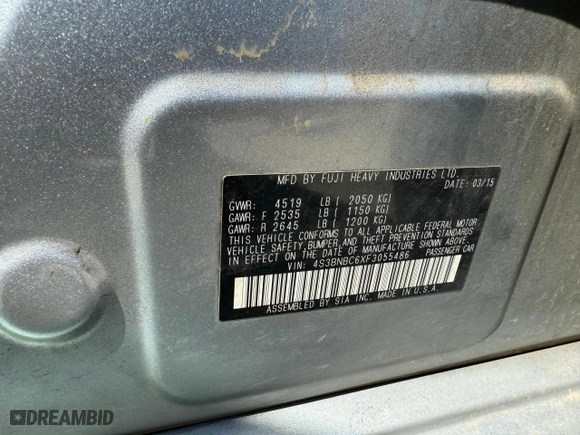 MFD BY FUJI HEAVY INDUSTRIES LTD.
DATE: 03/15
GVWR: 4519 LB ( 2050 KG)
GAWR: F 2535 LB ( 1150 KG)
GAWR: R 2645 LB ( 1200 KG)
THIS VEHICLE CONFORMS TO ALL APPLICABLE FEDERAL MOTOR
VEHICLE SAFETY, BUMPER, AND THEFT PREVENTION STANDARDS
IN EFFECT ON THE DATE OF MANUFACTURE SHOWN ABOVE.
VIN: 4S3BNBC6XF3055486 PASSENGER CAR
ASSEMBLED BY SIA INC. MADE IN U.S.A.
DREAMBID